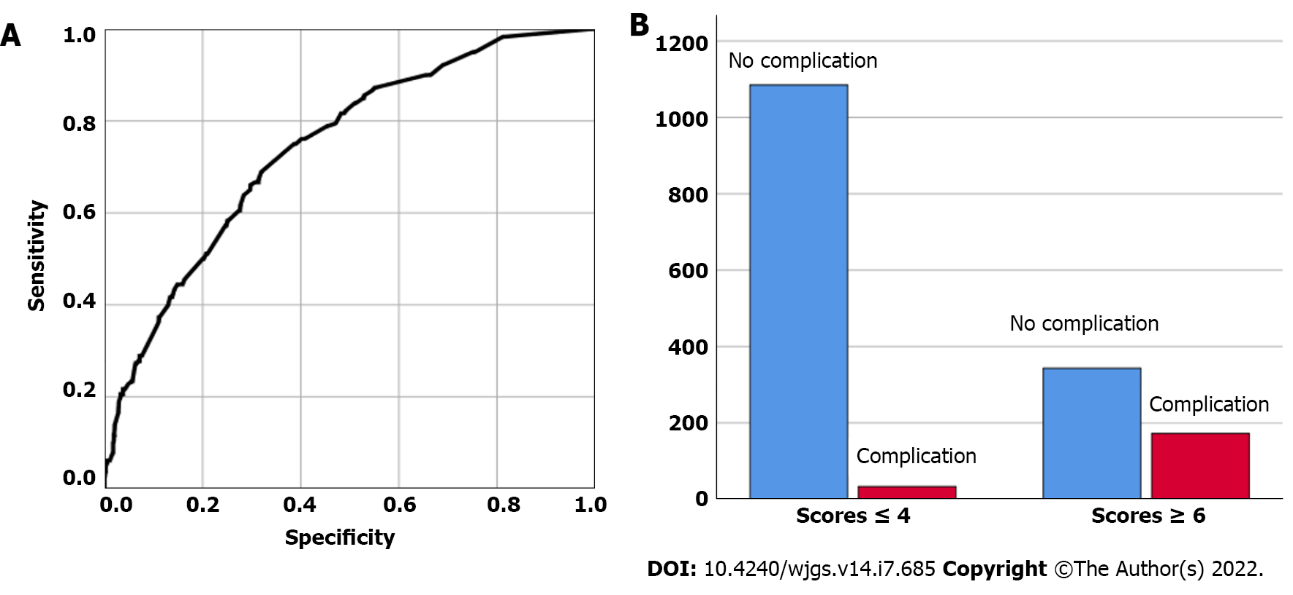 A
1.0
0.8
0.6
0.4
0.2
0.0
Sensitivity
0.0 0.2 0.4 0.6 0.8 1.0
Specificity
B
1200
1000
800
600
400
200
0
No complication
Complication
No complication
Complication
Scores ≤ 4 Scores ≥ 6
DOI: 10.4240/wjgs.v14.i7.685 Copyright ©The Author(s) 2022.